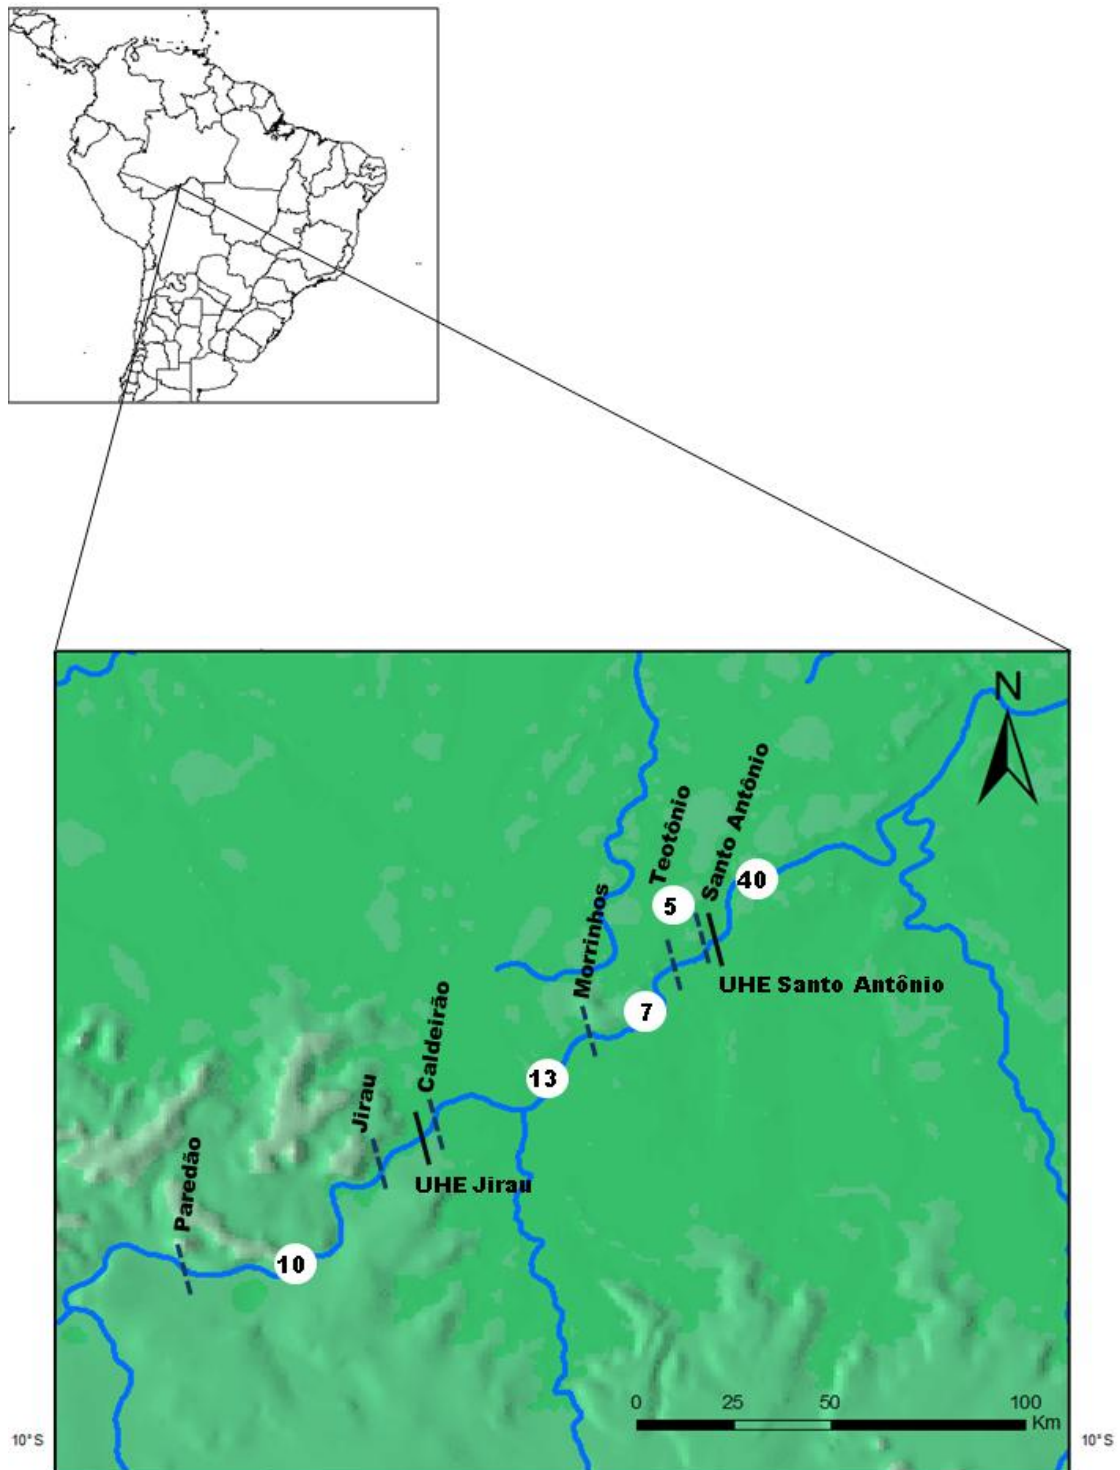 N
Santo Antônio
Teotônio
40
5
Morrinhos
UHE Santo Antônio
7
Caldeirão
13
Jirau
UHE Jirau
Paredão
10
0 25 50 100
Km
10°S 10°S